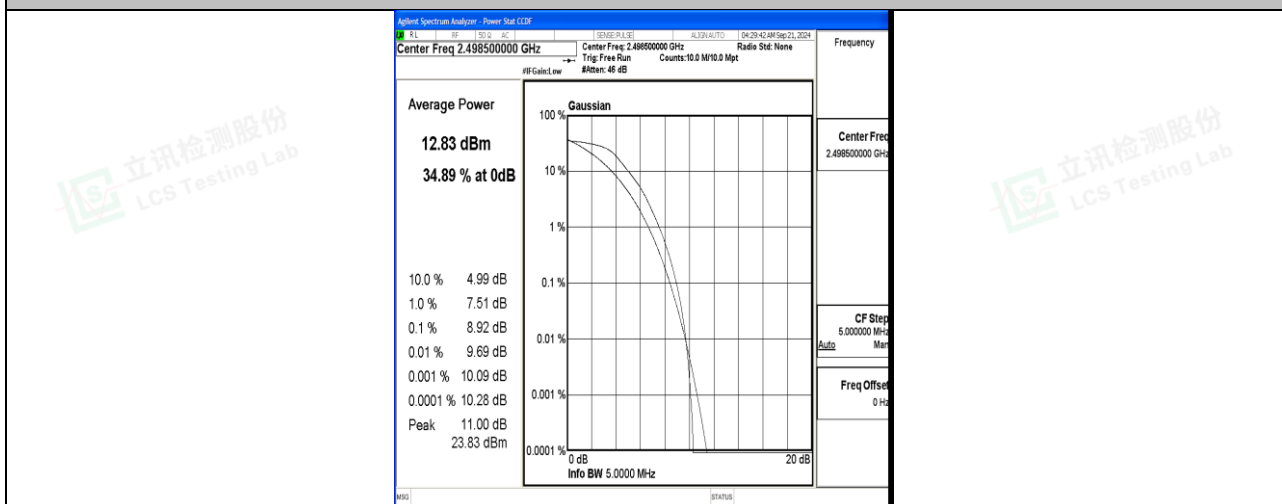 Agilent Spectrum Analyzer - Power Stat CCDF
LXI RL RF 50 Ω AC SENSE:PULSE ALIGN AUTO 04:29:42 AM Sep 21, 2024
Center Freq 2.498500000 GHz
Center Freq: 2.498500000 GHz Radio Std: None
Trig: Free Run Counts:10.0 M/10.0 Mpt
#IFGain:Low #Atten: 46 dB
Frequency
Average Power
12.83 dBm
34.89 % at 0dB
10.0 % 4.99 dB
1.0 % 7.51 dB
0.1 % 8.92 dB
0.01 % 9.69 dB
0.001 % 10.09 dB
0.0001 % 10.28 dB
Peak 11.00 dB
23.83 dBm
Gaussian
100 %
10 %
1 %
0.1 %
0.01 %
0.001 %
0.0001 %
0 dB 20 dB
Info BW 5.0000 MHz
Center Freq
2.498500000 GHz
CF Step
5.000000 MHz
Auto Man
Freq Offset
0 Hz
MSG STATUS
立讯检测股份
LCS Testing Lab
立讯检测股份
LCS Testing Lab